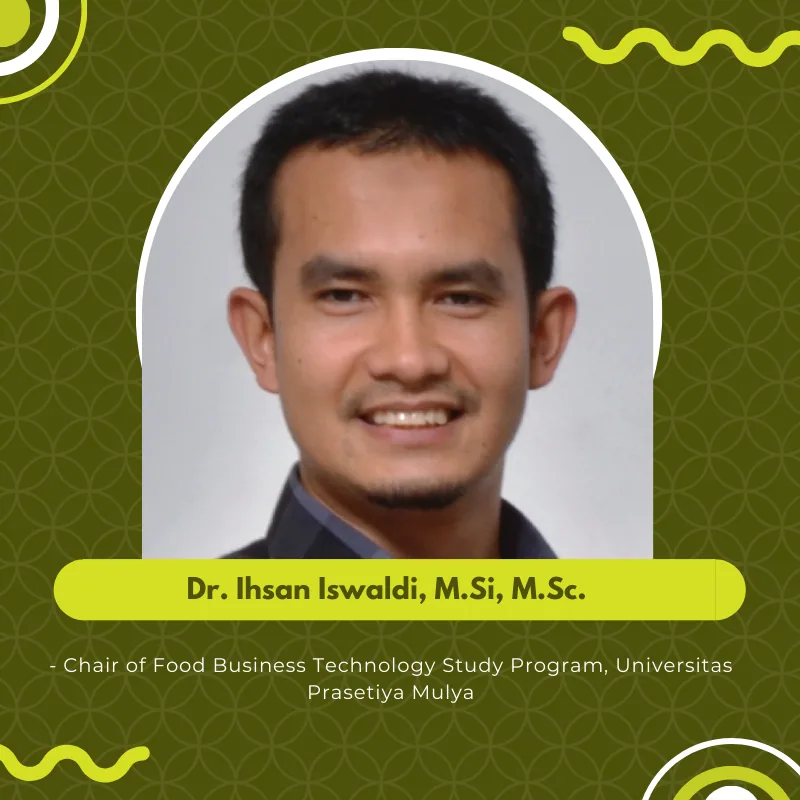 Dr. Ihsan Iswaldi, M.Si, M.Sc.
- Chair of Food Business Technology Study Program, Universitas
Prasetiya Mulya